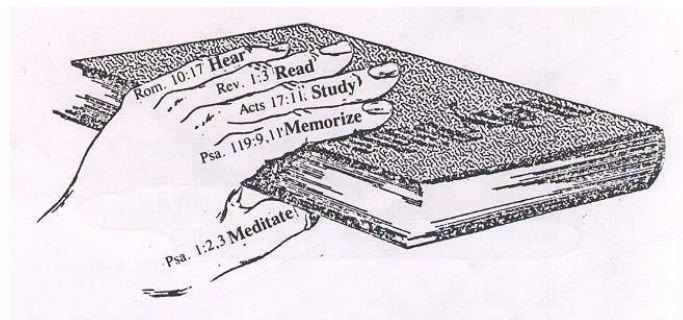 Rom. 10:17 Hear
Rev. 1:3 Read
Acts 17:11, Study
Psa. 119:9,11 Memorize
Psa. 1:2,3 Meditate